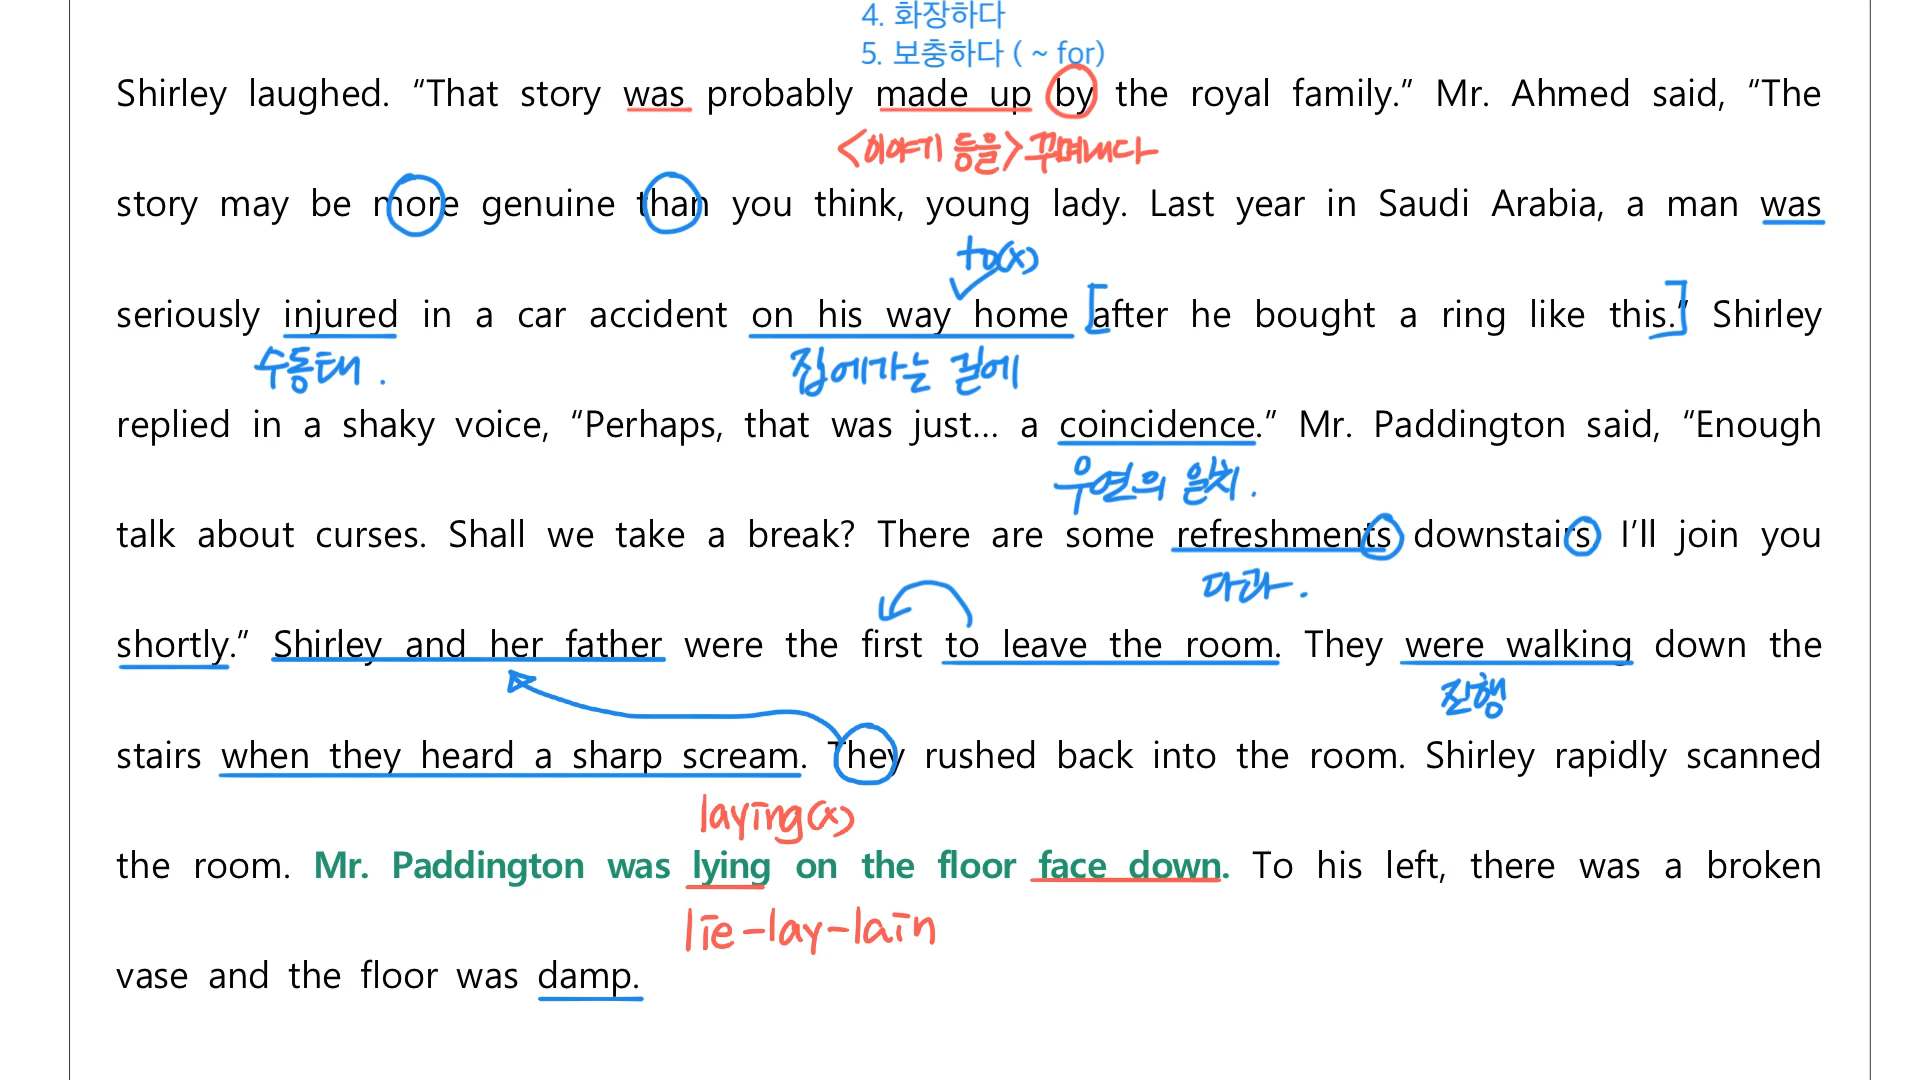 4. 화장하다
5. 보충하다 ( ~ for)
Shirley laughed. “That story was probably made up by the royal family.” Mr. Ahmed said, “The
<이야기 등을> 꾸며내다
story may be more genuine than you think, young lady. Last year in Saudi Arabia, a man was
to(x)
seriously injured in a car accident on his way home [after he bought a ring like this.”] Shirley
수동태. 집에가는 길에
replied in a shaky voice, “Perhaps, that was just... a coincidence.” Mr. Paddington said, “Enough
우연의 일치.
talk about curses. Shall we take a break? There are some refreshments downstairs I’ll join you
다과.
shortly.” Shirley and her father were the first to leave the room. They were walking down the
진행
stairs when they heard a sharp scream. They rushed back into the room. Shirley rapidly scanned
laying(x)
the room. Mr. Paddington was lying on the floor face down. To his left, there was a broken
lie-lay-lain
vase and the floor was damp.